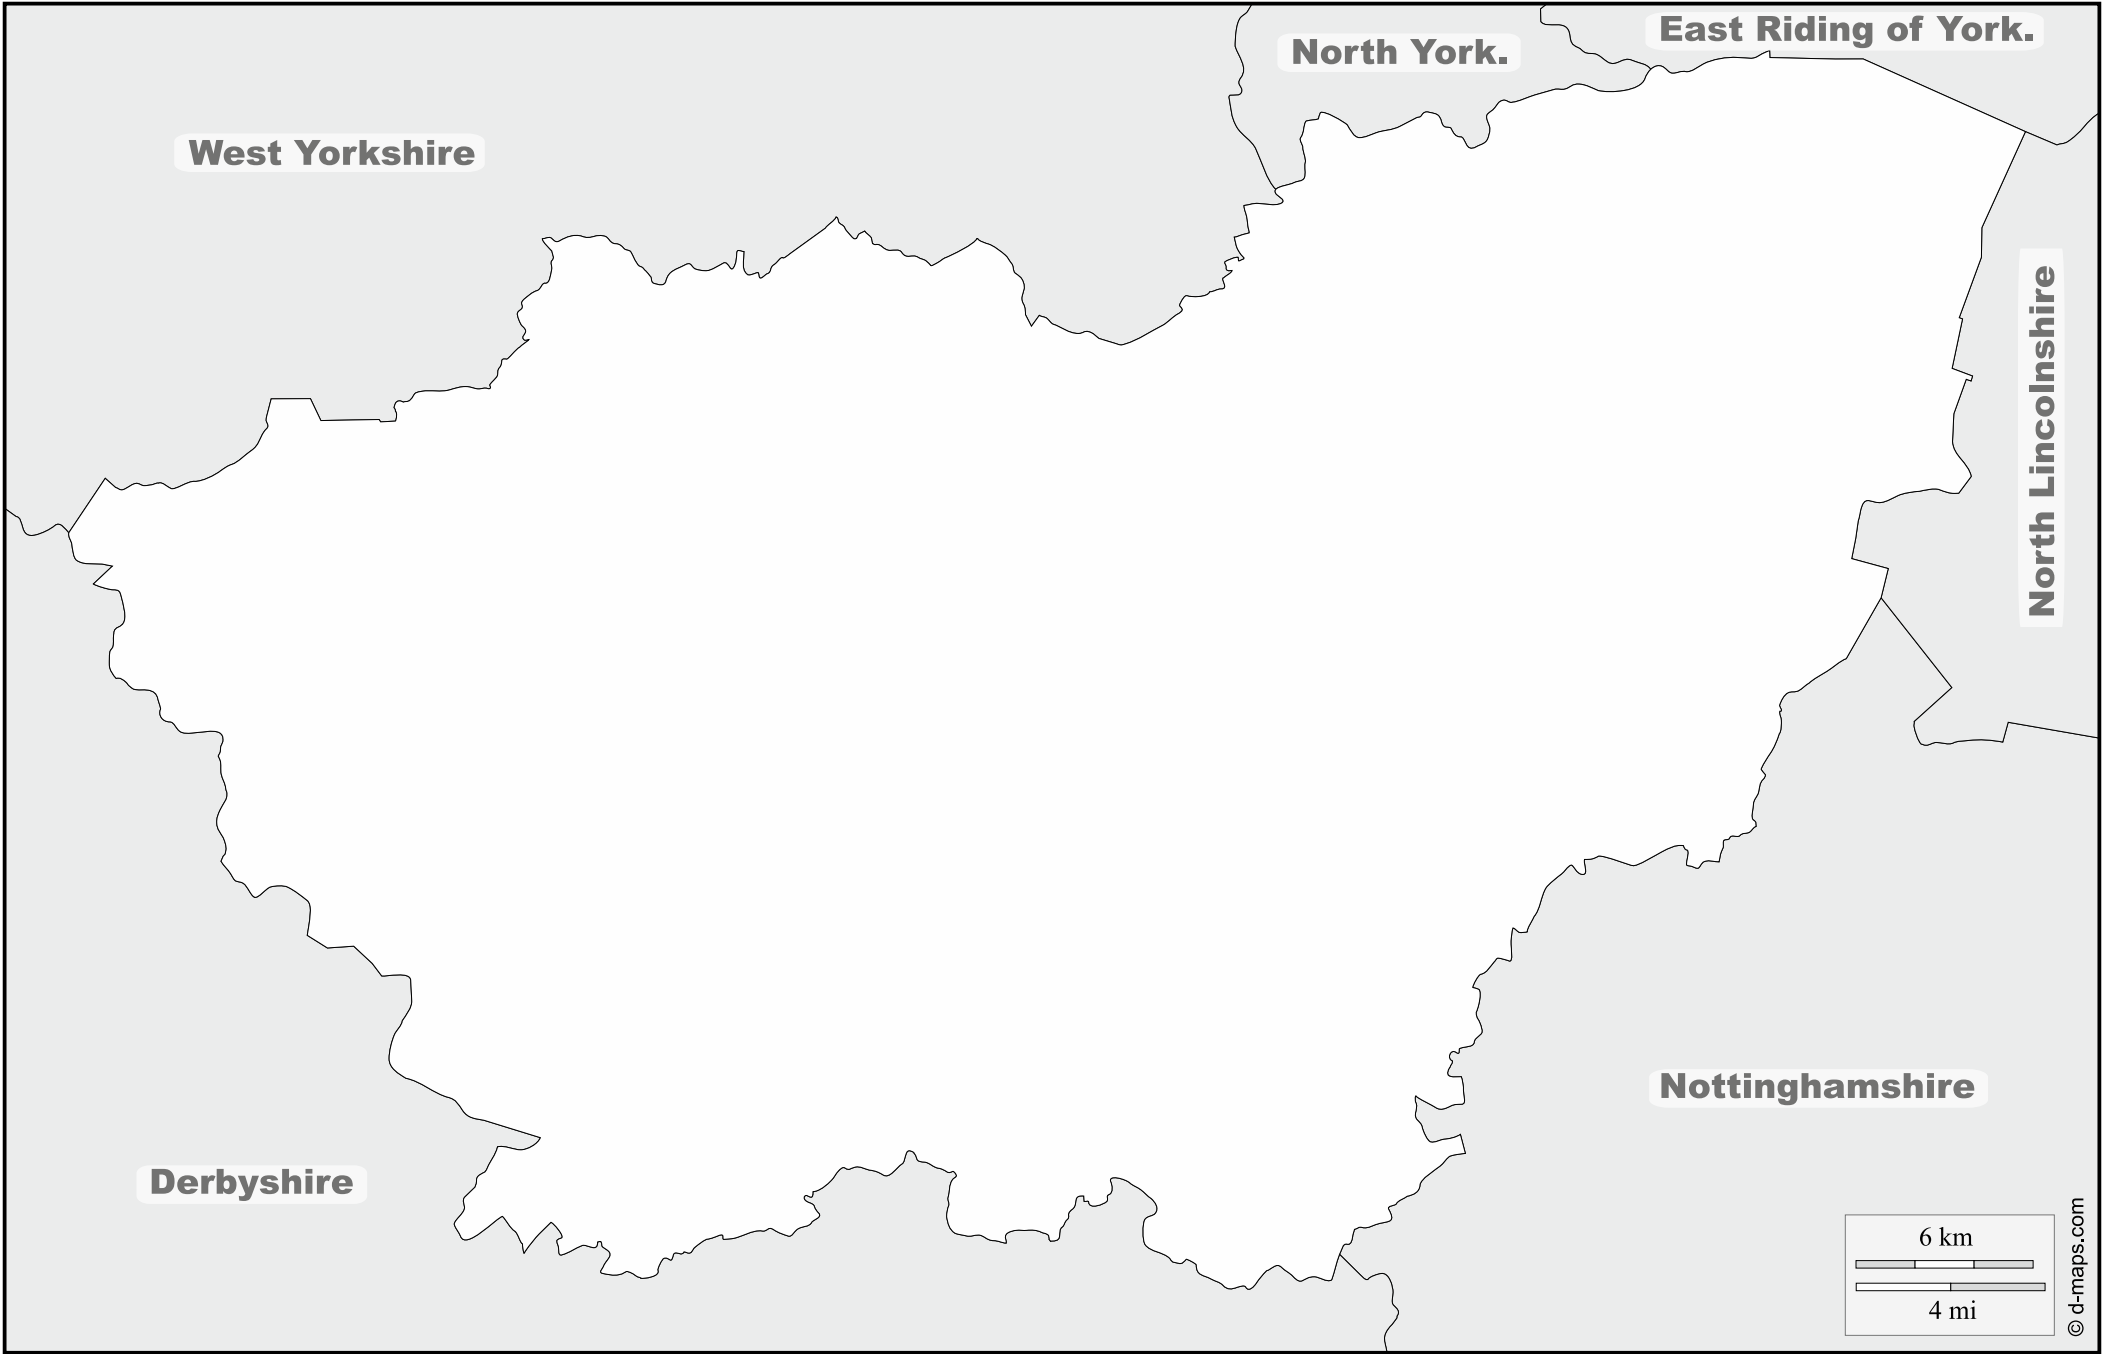 East Riding of York.
North York.
West Yorkshire
North Lincolnshire
Nottinghamshire
Derbyshire
6 km
4 mi
© d-maps.com